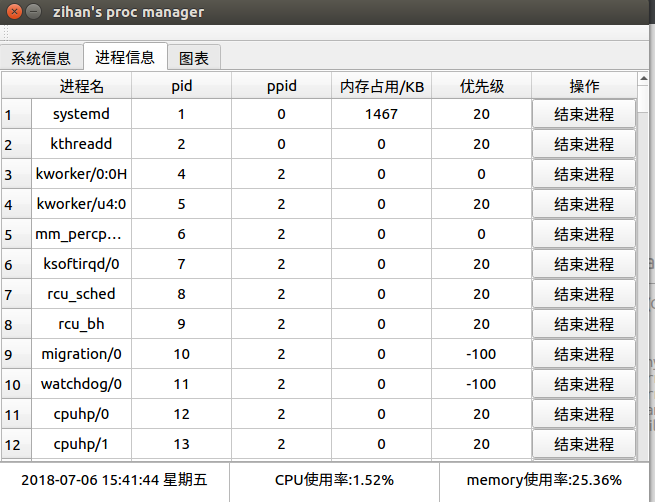 zihan's proc manager
系统信息 进程信息 图表
进程名 pid ppid 内存占用/KB 优先级 操作
1 systemd 1 0 1467 20 结束进程
2 kthreadd 2 0 0 20 结束进程
3 kworker/0:0H 4 2 0 0 结束进程
4 kworker/u4:0 5 2 0 20 结束进程
5 mm_percp... 6 2 0 0 结束进程
6 ksoftirqd/0 7 2 0 20 结束进程
7 rcu_sched 8 2 0 20 结束进程
8 rcu_bh 9 2 0 20 结束进程
9 migration/0 10 2 0 -100 结束进程
10 watchdog/0 11 2 0 -100 结束进程
11 cpuhp/0 12 2 0 20 结束进程
12 cpuhp/1 13 2 0 20 结束进程
2018-07-06 15:41:44 星期五 CPU使用率:1.52% memory使用率:25.36%